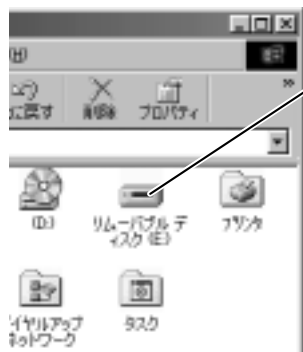 (H)
に戻す 削除 プロパティ »
(D:) リムーバブル ディスク (E) プリンタ
イヤルアップ ネットワーク タスク